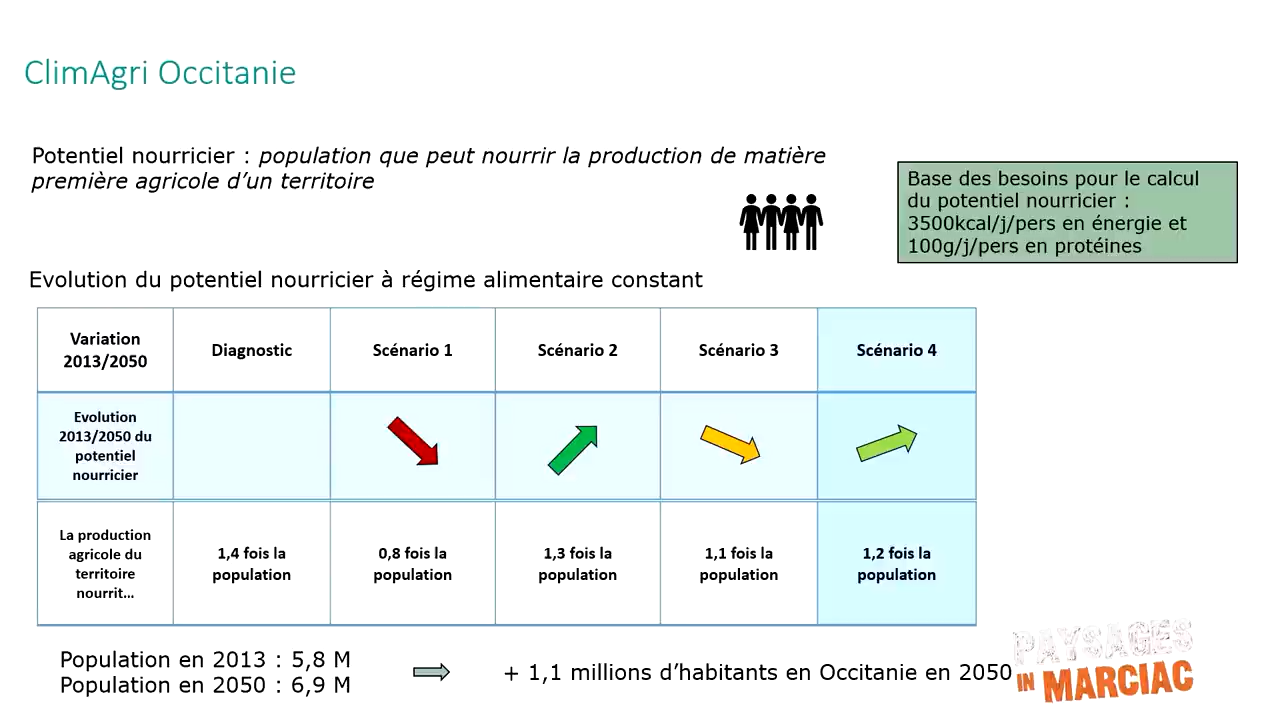 ClimAgri Occitanie
Potentiel nourricier : population que peut nourrir la production de matière
première agricole d’un territoire
Base des besoins pour le calcul
du potentiel nourricier :
3500kcal/j/pers en énergie et
100g/j/pers en protéines
Evolution du potentiel nourricier à régime alimentaire constant
Variation
2013/2050
Diagnostic
Scénario 1
Scénario 2
Scénario 3
Scénario 4
Evolution
2013/2050 du
potentiel
nourricier
La production
agricole du
territoire
nourrit…
1,4 fois la
population
0,8 fois la
population
1,3 fois la
population
1,1 fois la
population
1,2 fois la
population
Population en 2013 : 5,8 M
Population en 2050 : 6,9 M
+ 1,1 millions d’habitants en Occitanie en 2050
PAYSAGES
IN MARCIAC